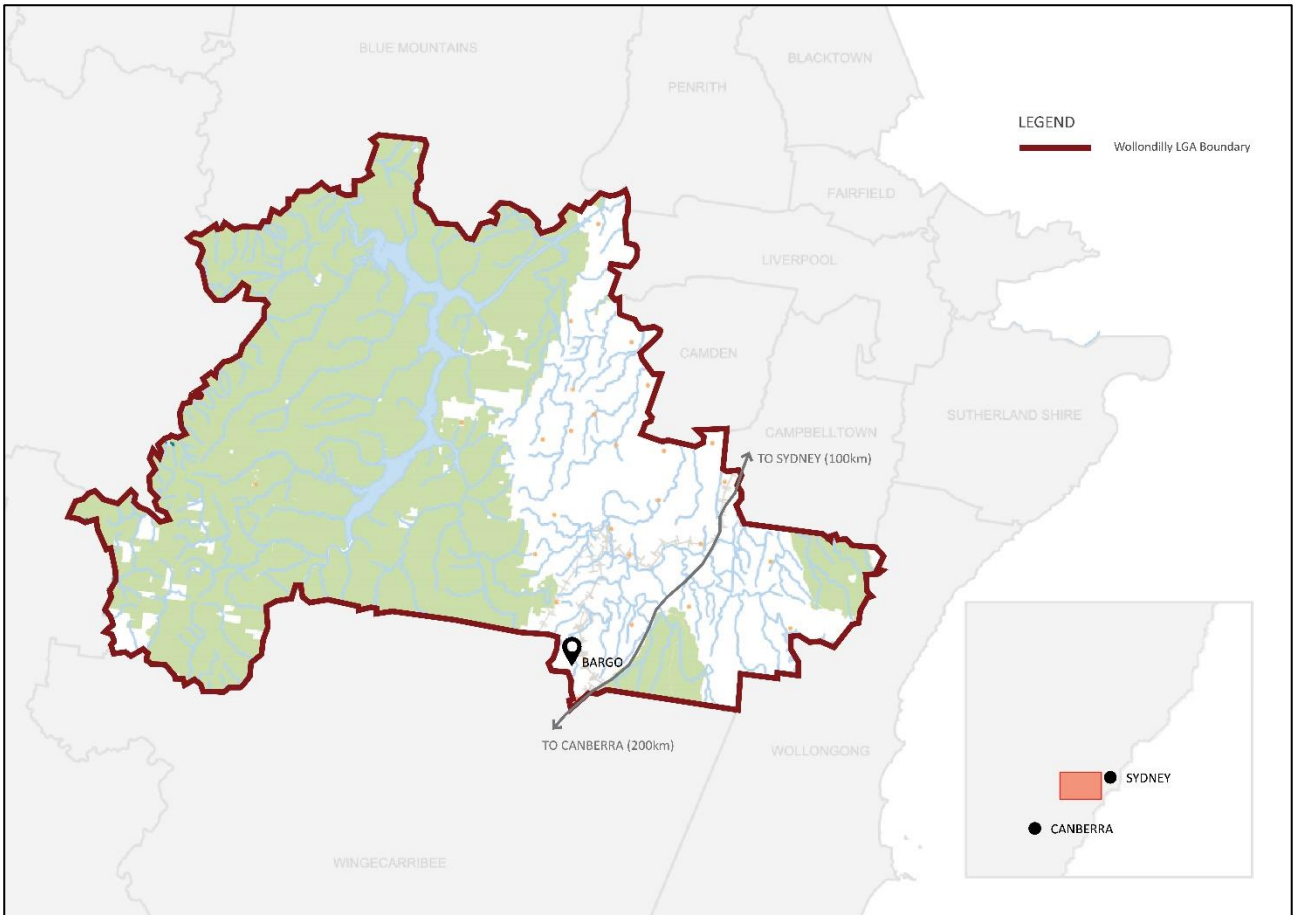 BLUE MOUNTAINS
BLACKTOWN
PENRITH
LEGEND
Wollondilly LGA Boundary
FAIRFIELD
LIVERPOOL
CAMDEN
SUTHERLAND SHIRE
CAMPBELLTOWN
TO SYDNEY (100km)
BARGO
TO CANBERRA (200km)
WOLLONGONG
SYDNEY
CANBERRA
WINGECARRIBEE